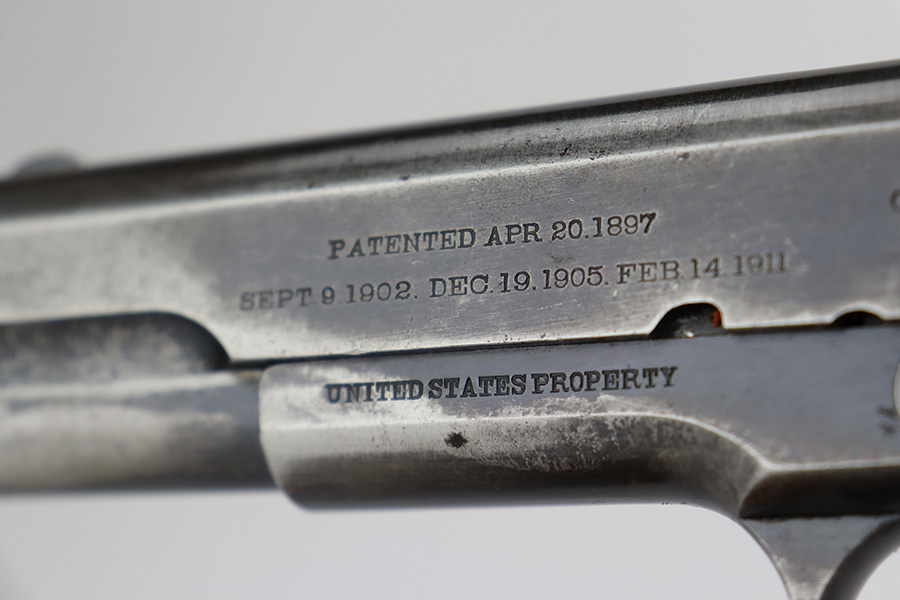 PATENTED APR 20.1897
SEPT 9.1902. DEC.19.1905. FEB.14.1911
UNITED STATES PROPERTY